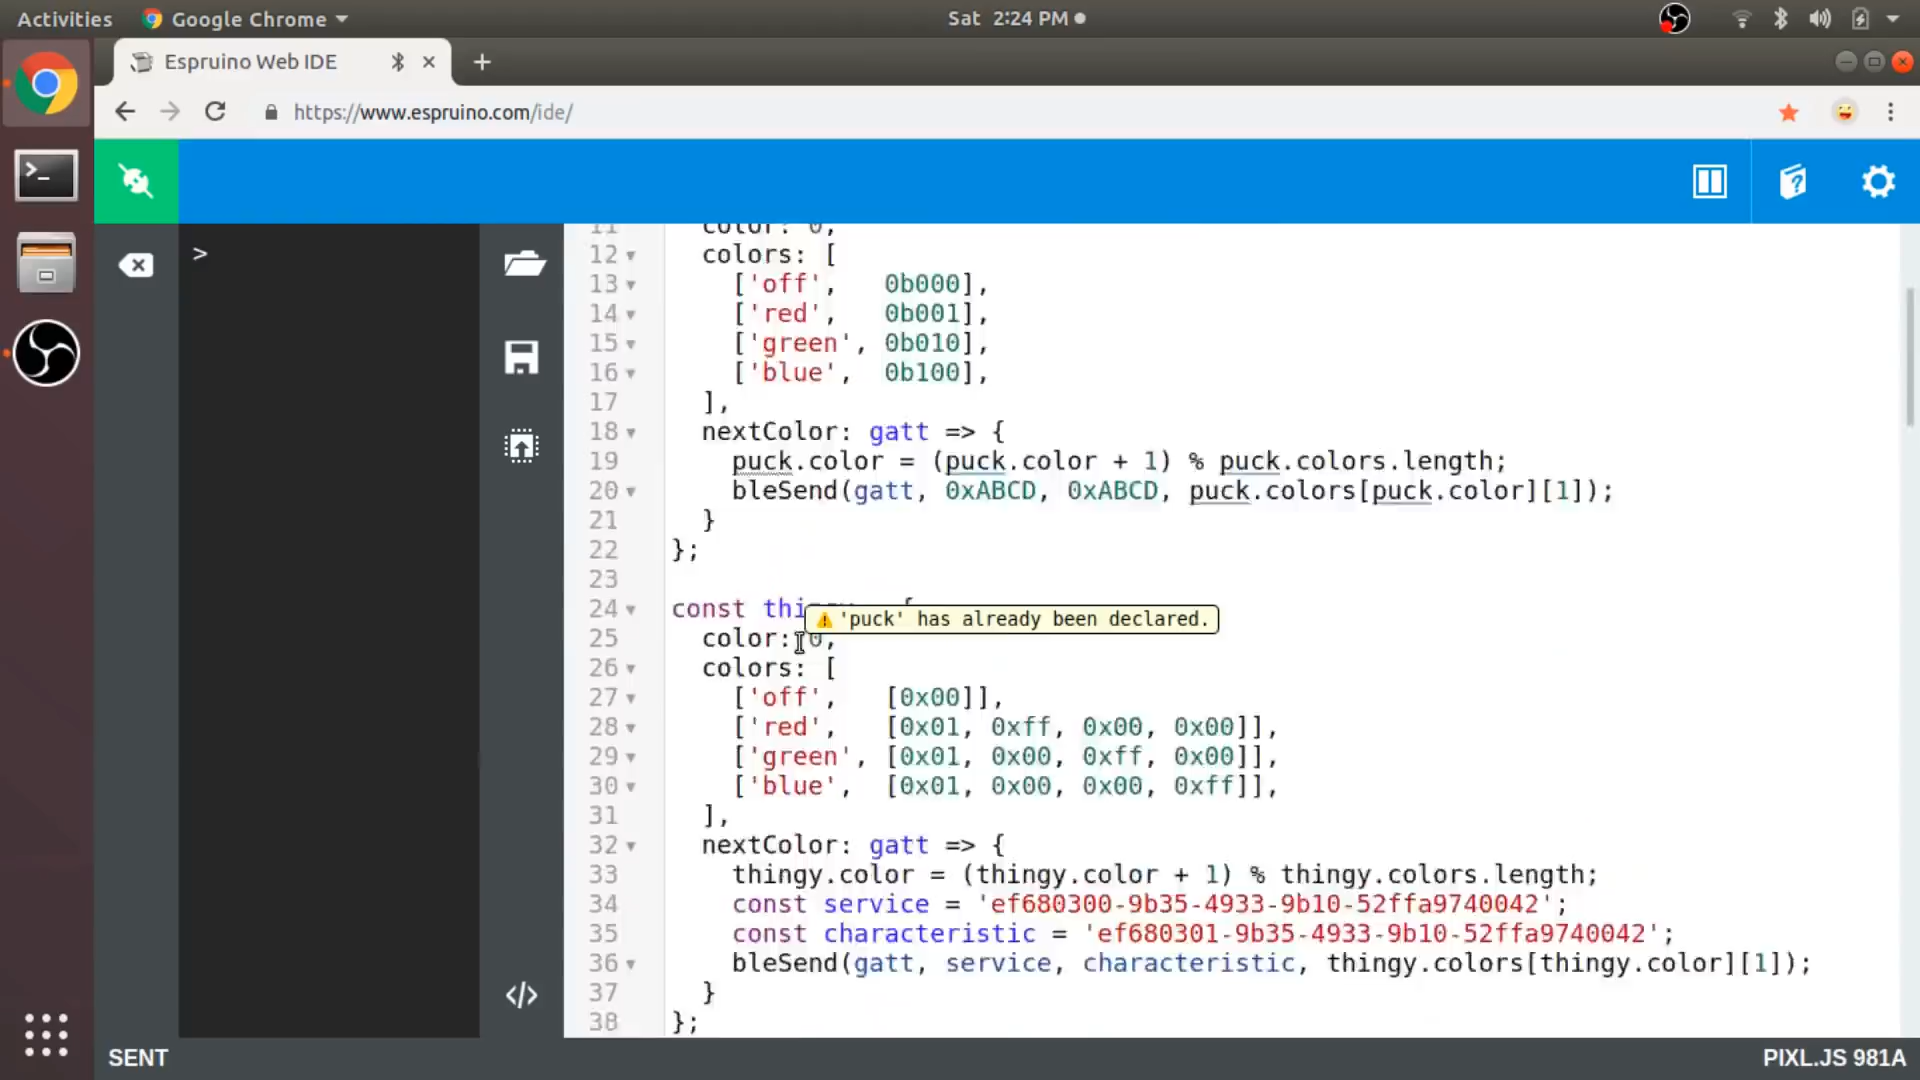 Activities Google Chrome Sat 2:24 PM
Espruino Web IDE
https://www.espruino.com/ide/
>
11 color: 0,
12 colors: [
13 ['off', 0b000],
14 ['red', 0b001],
15 ['green', 0b010],
16 ['blue', 0b100],
17 ],
18 nextColor: gatt => {
19 puck.color = (puck.color + 1) % puck.colors.length;
20 bleSend(gatt, 0xABCD, 0xABCD, puck.colors[puck.color][1]);
21 }
22 };
23
24 const thi
'puck' has already been declared.
25 color: 0,
26 colors: [
27 ['off', [0x00]],
28 ['red', [0x01, 0xff, 0x00, 0x00]],
29 ['green', [0x01, 0x00, 0xff, 0x00]],
30 ['blue', [0x01, 0x00, 0x00, 0xff]],
31 ],
32 nextColor: gatt => {
33 thingy.color = (thingy.color + 1) % thingy.colors.length;
34 const service = 'ef680300-9b35-4933-9b10-52ffa9740042';
35 const characteristic = 'ef680301-9b35-4933-9b10-52ffa9740042';
36 bleSend(gatt, service, characteristic, thingy.colors[thingy.color][1]);
37 }
38 };
SENT PIXL.JS 981A